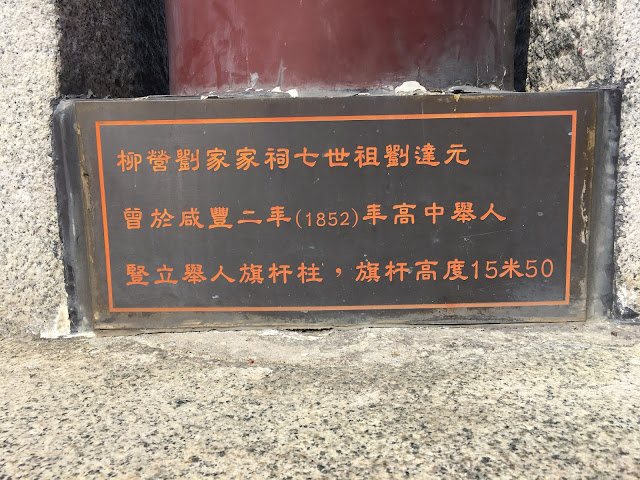 柳營劉家家祠七世祖劉達元
曾於咸豐二年(1852)年高中舉人
豎立舉人旗杆柱，旗杆高度15米50